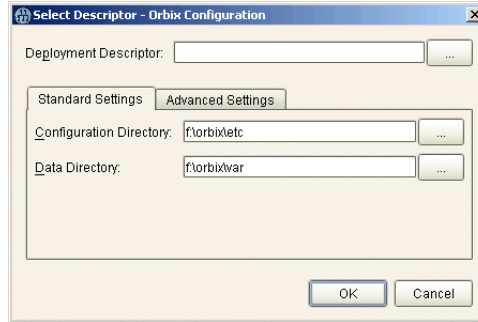 Select Descriptor - Orbix Configuration
Deployment Descriptor: ...
Standard Settings Advanced Settings
Configuration Directory: f:\orbix\etc ...
Data Directory: f:\orbix\var ...
OK Cancel